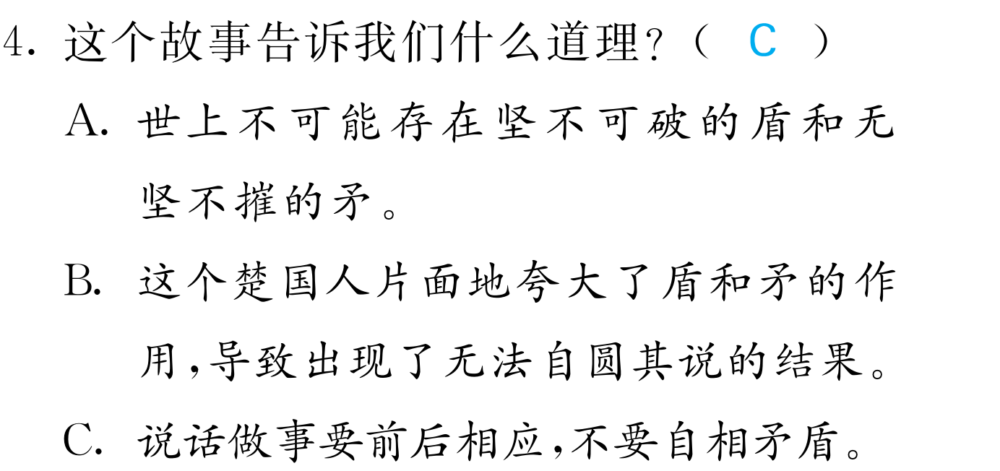 4. 这个故事告诉我们什么道理?( C )
A. 世上不可能存在坚不可破的盾和无
坚不摧的矛。
B. 这个楚国人片面地夸大了盾和矛的作
用,导致出现了无法自圆其说的结果。
C. 说话做事要前后相应,不要自相矛盾。